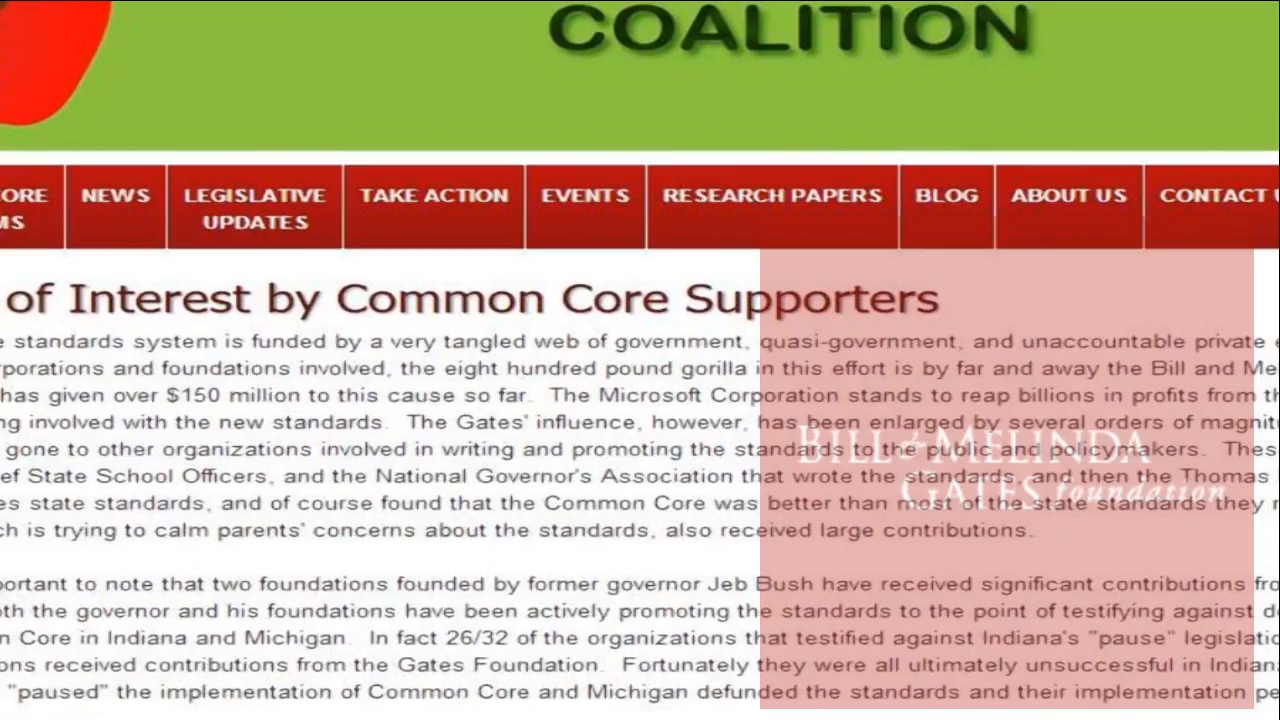 COALITION
ORE
MS
NEWS
LEGISLATIVE
UPDATES
TAKE ACTION
EVENTS
RESEARCH PAPERS
BLOG
ABOUT US
CONTACT
of Interest by Common Core Supporters
e standards system is funded by a very tangled web of government, quasi-government, and unaccountable private e
rporations and foundations involved, the eight hundred pound gorilla in this effort is by far and away the Bill and Me
has given over $150 million to this cause so far. The Microsoft Corporation stands to reap billions in profits from th
ng involved with the new standards. The Gates' influence, however, has been enlarged by several orders of magnit
gone to other organizations involved in writing and promoting the standards to the public and policymakers. Thes
ef State School Officers, and the National Governor's Association that wrote the standards, and then the Thomas
es state standards, and of course found that the Common Core was better than most of the state standards they r
ch is trying to calm parents' concerns about the standards, also received large contributions.
portant to note that two foundations founded by former governor Jeb Bush have received significant contributions fro
oth the governor and his foundations have been actively promoting the standards to the point of testifying against d
n Core in Indiana and Michigan. In fact 26/32 of the organizations that testified against Indiana's "pause" legislatio
ons received contributions from the Gates Foundation. Fortunately they were all ultimately unsuccessful in Indiana
"paused" the implementation of Common Core and Michigan defunded the standards and their implementation pe
BILL & MELINDA
GATES foundation